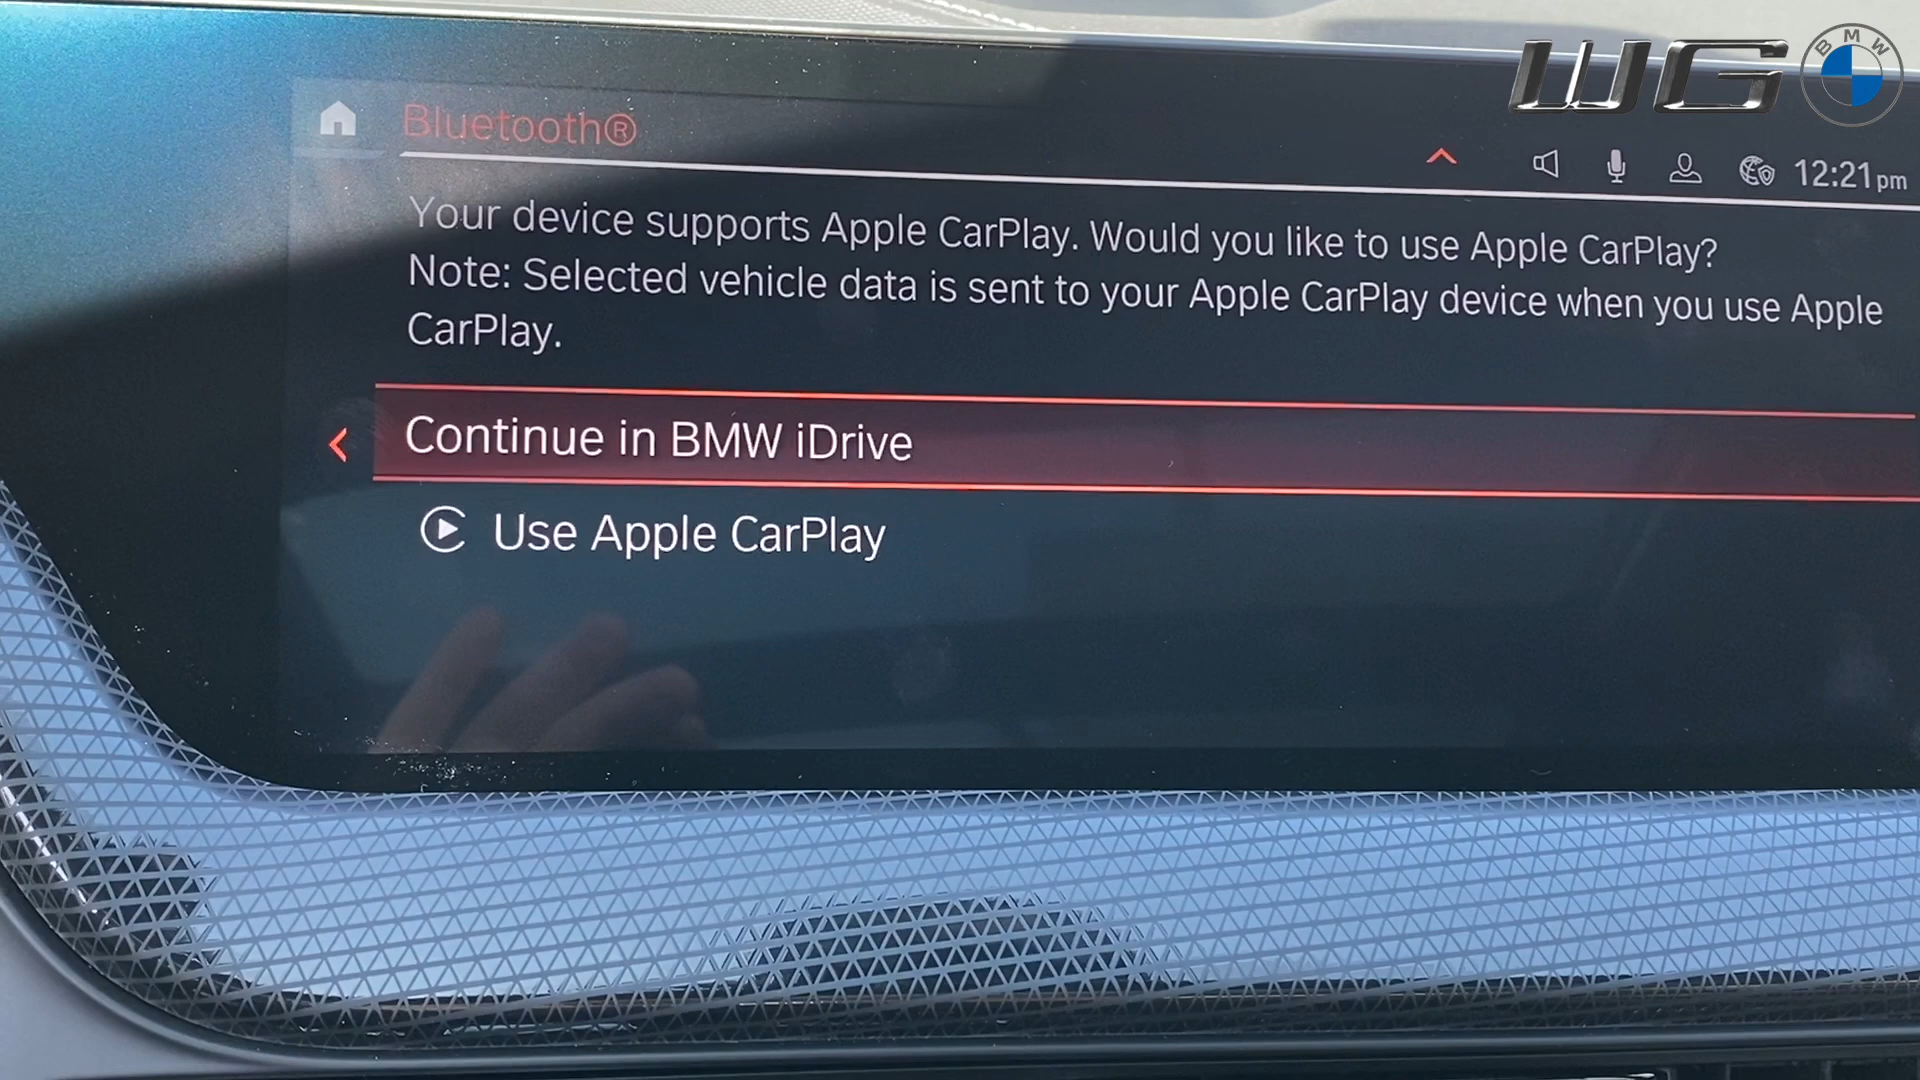 WG
BMW
Bluetooth®
12:21pm
Your device supports Apple CarPlay. Would you like to use Apple CarPlay?
Note: Selected vehicle data is sent to your Apple CarPlay device when you use Apple
CarPlay.
Continue in BMW iDrive
Use Apple CarPlay